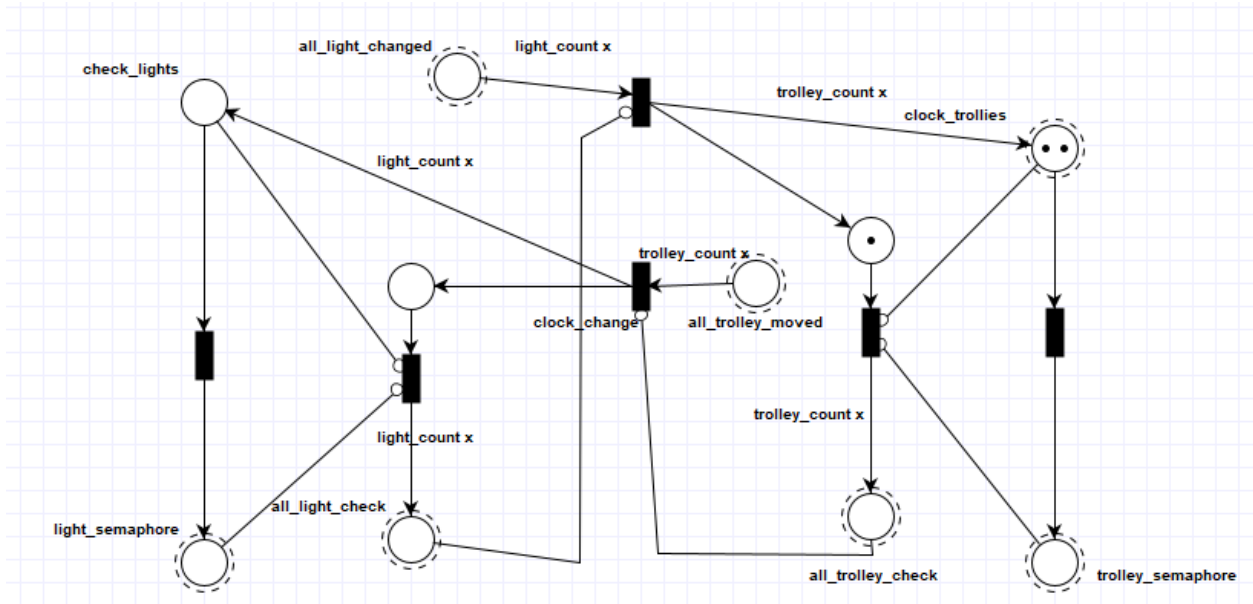 all_light_changed
light_count x
check_lights
trolley_count x
clock_trollies
light_count x
trolley_count x
clock_change
all_trolley_moved
trolley_count x
light_count x
all_light_check
light_semaphore
all_trolley_check
trolley_semaphore